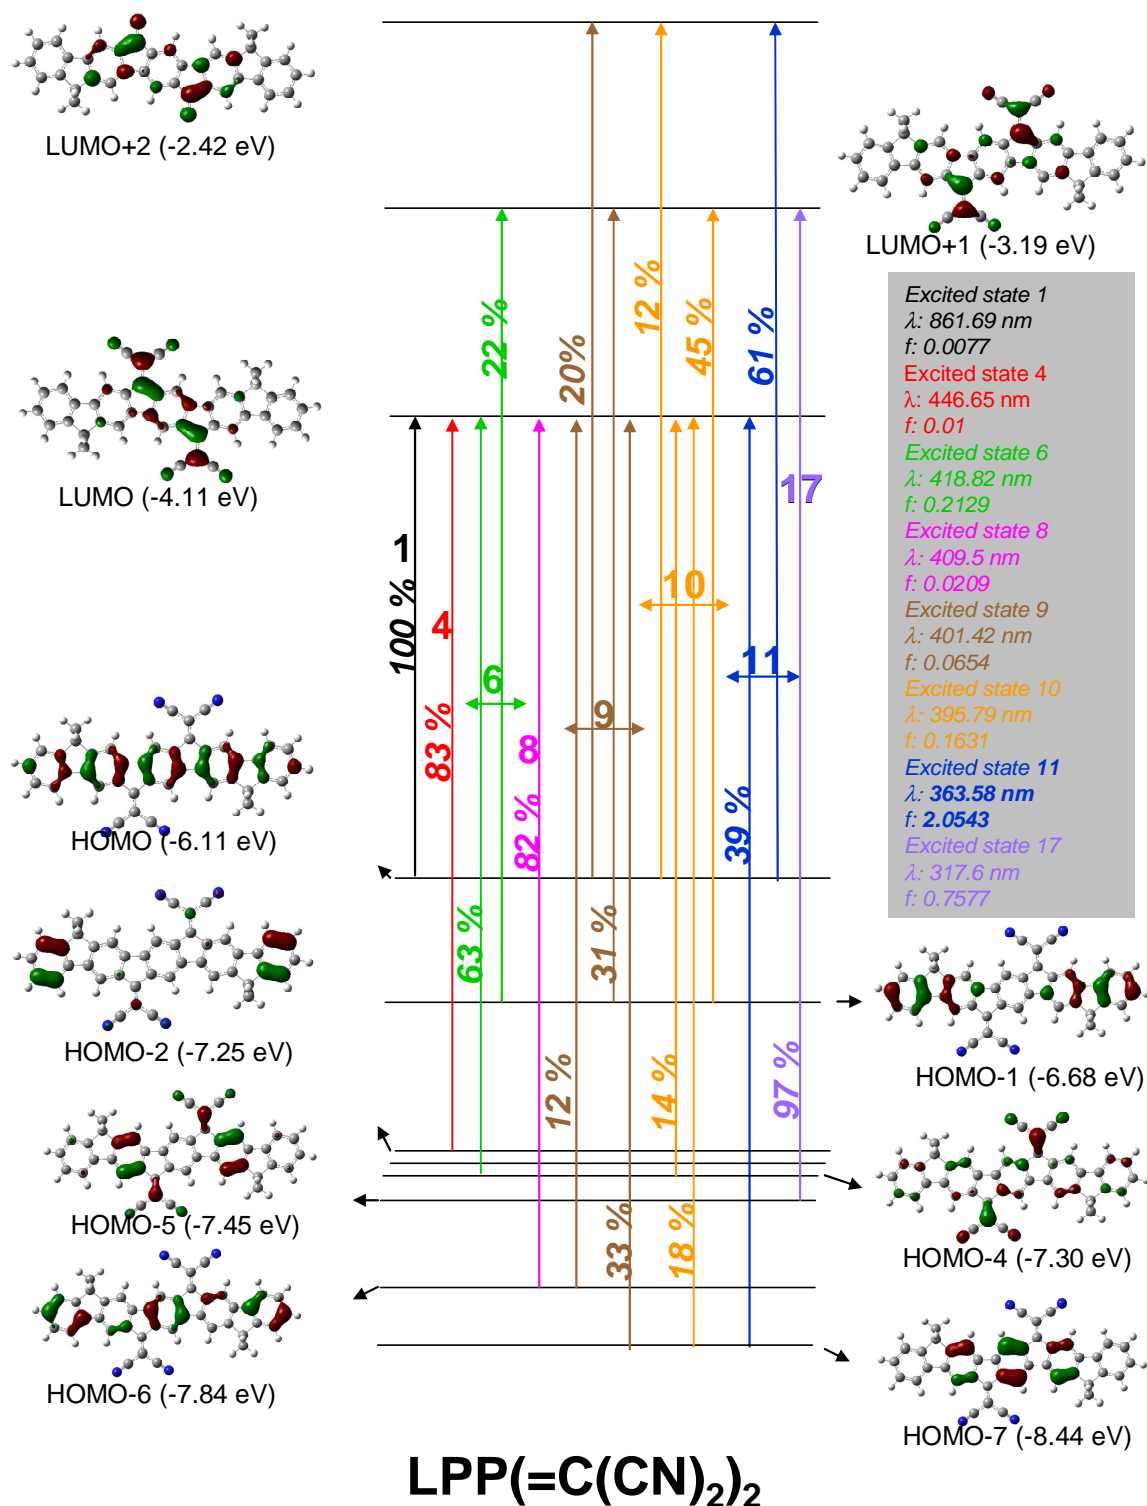 LUMO+2 (-2.42 eV)
LUMO+1 (-3.19 eV)
LUMO (-4.11 eV)
HOMO (-6.11 eV)
HOMO-2 (-7.25 eV)
HOMO-1 (-6.68 eV)
HOMO-5 (-7.45 eV)
HOMO-4 (-7.30 eV)
HOMO-6 (-7.84 eV)
HOMO-7 (-8.44 eV)
1
100 %
4
83 %
6
22 %
63 %
8
82 %
9
20%
31 %
12 %
33 %
10
12 %
45 %
14 %
18 %
11
61 %
39 %
17
97 %
Excited state 1
λ: 861.69 nm
f: 0.0077
Excited state 4
λ: 446.65 nm
f: 0.01
Excited state 6
λ: 418.82 nm
f: 0.2129
Excited state 8
λ: 409.5 nm
f: 0.0209
Excited state 9
λ: 401.42 nm
f: 0.0654
Excited state 10
λ: 395.79 nm
f: 0.1631
Excited state 11
λ: 363.58 nm
f: 2.0543
Excited state 17
λ: 317.6 nm
f: 0.7577
LPP(=C(CN)₂)₂